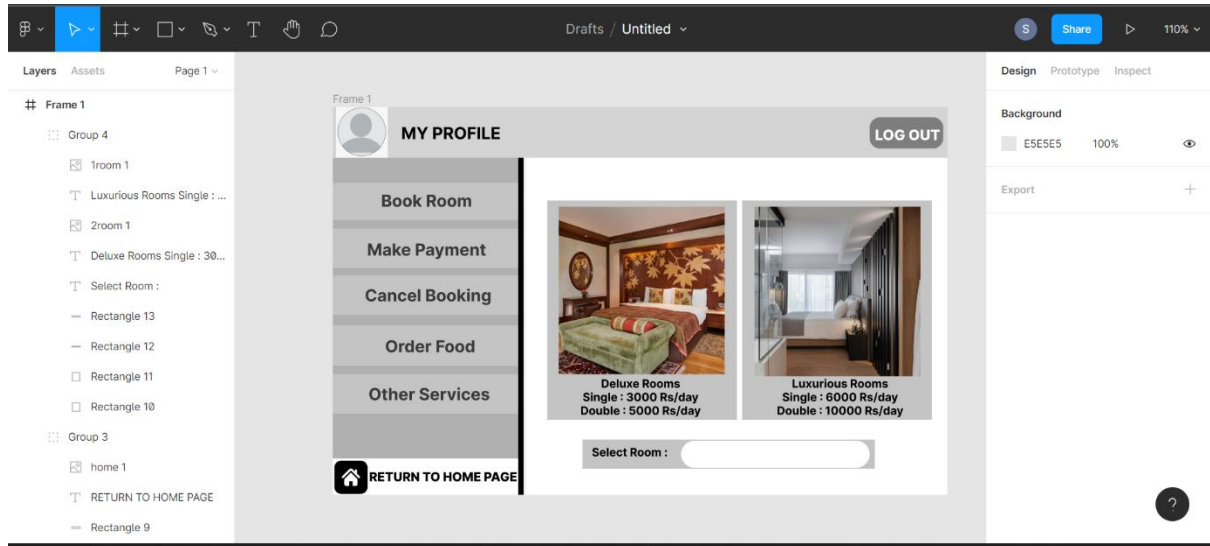 Drafts / Untitled
S
Share
110%
Layers
Assets
Page 1
Design
Prototype
Inspect
Frame 1
Group 4
1room 1
Luxurious Rooms Single : ...
2room 1
Deluxe Rooms Single : 30...
Select Room :
Rectangle 13
Rectangle 12
Rectangle 11
Rectangle 10
Group 3
home 1
RETURN TO HOME PAGE
Rectangle 9
Frame 1
MY PROFILE
LOG OUT
Book Room
Make Payment
Cancel Booking
Order Food
Other Services
RETURN TO HOME PAGE
Deluxe Rooms
Single : 3000 Rs/day
Double : 5000 Rs/day
Luxurious Rooms
Single : 6000 Rs/day
Double : 10000 Rs/day
Select Room :
Background
E5E5E5
100%
Export
?